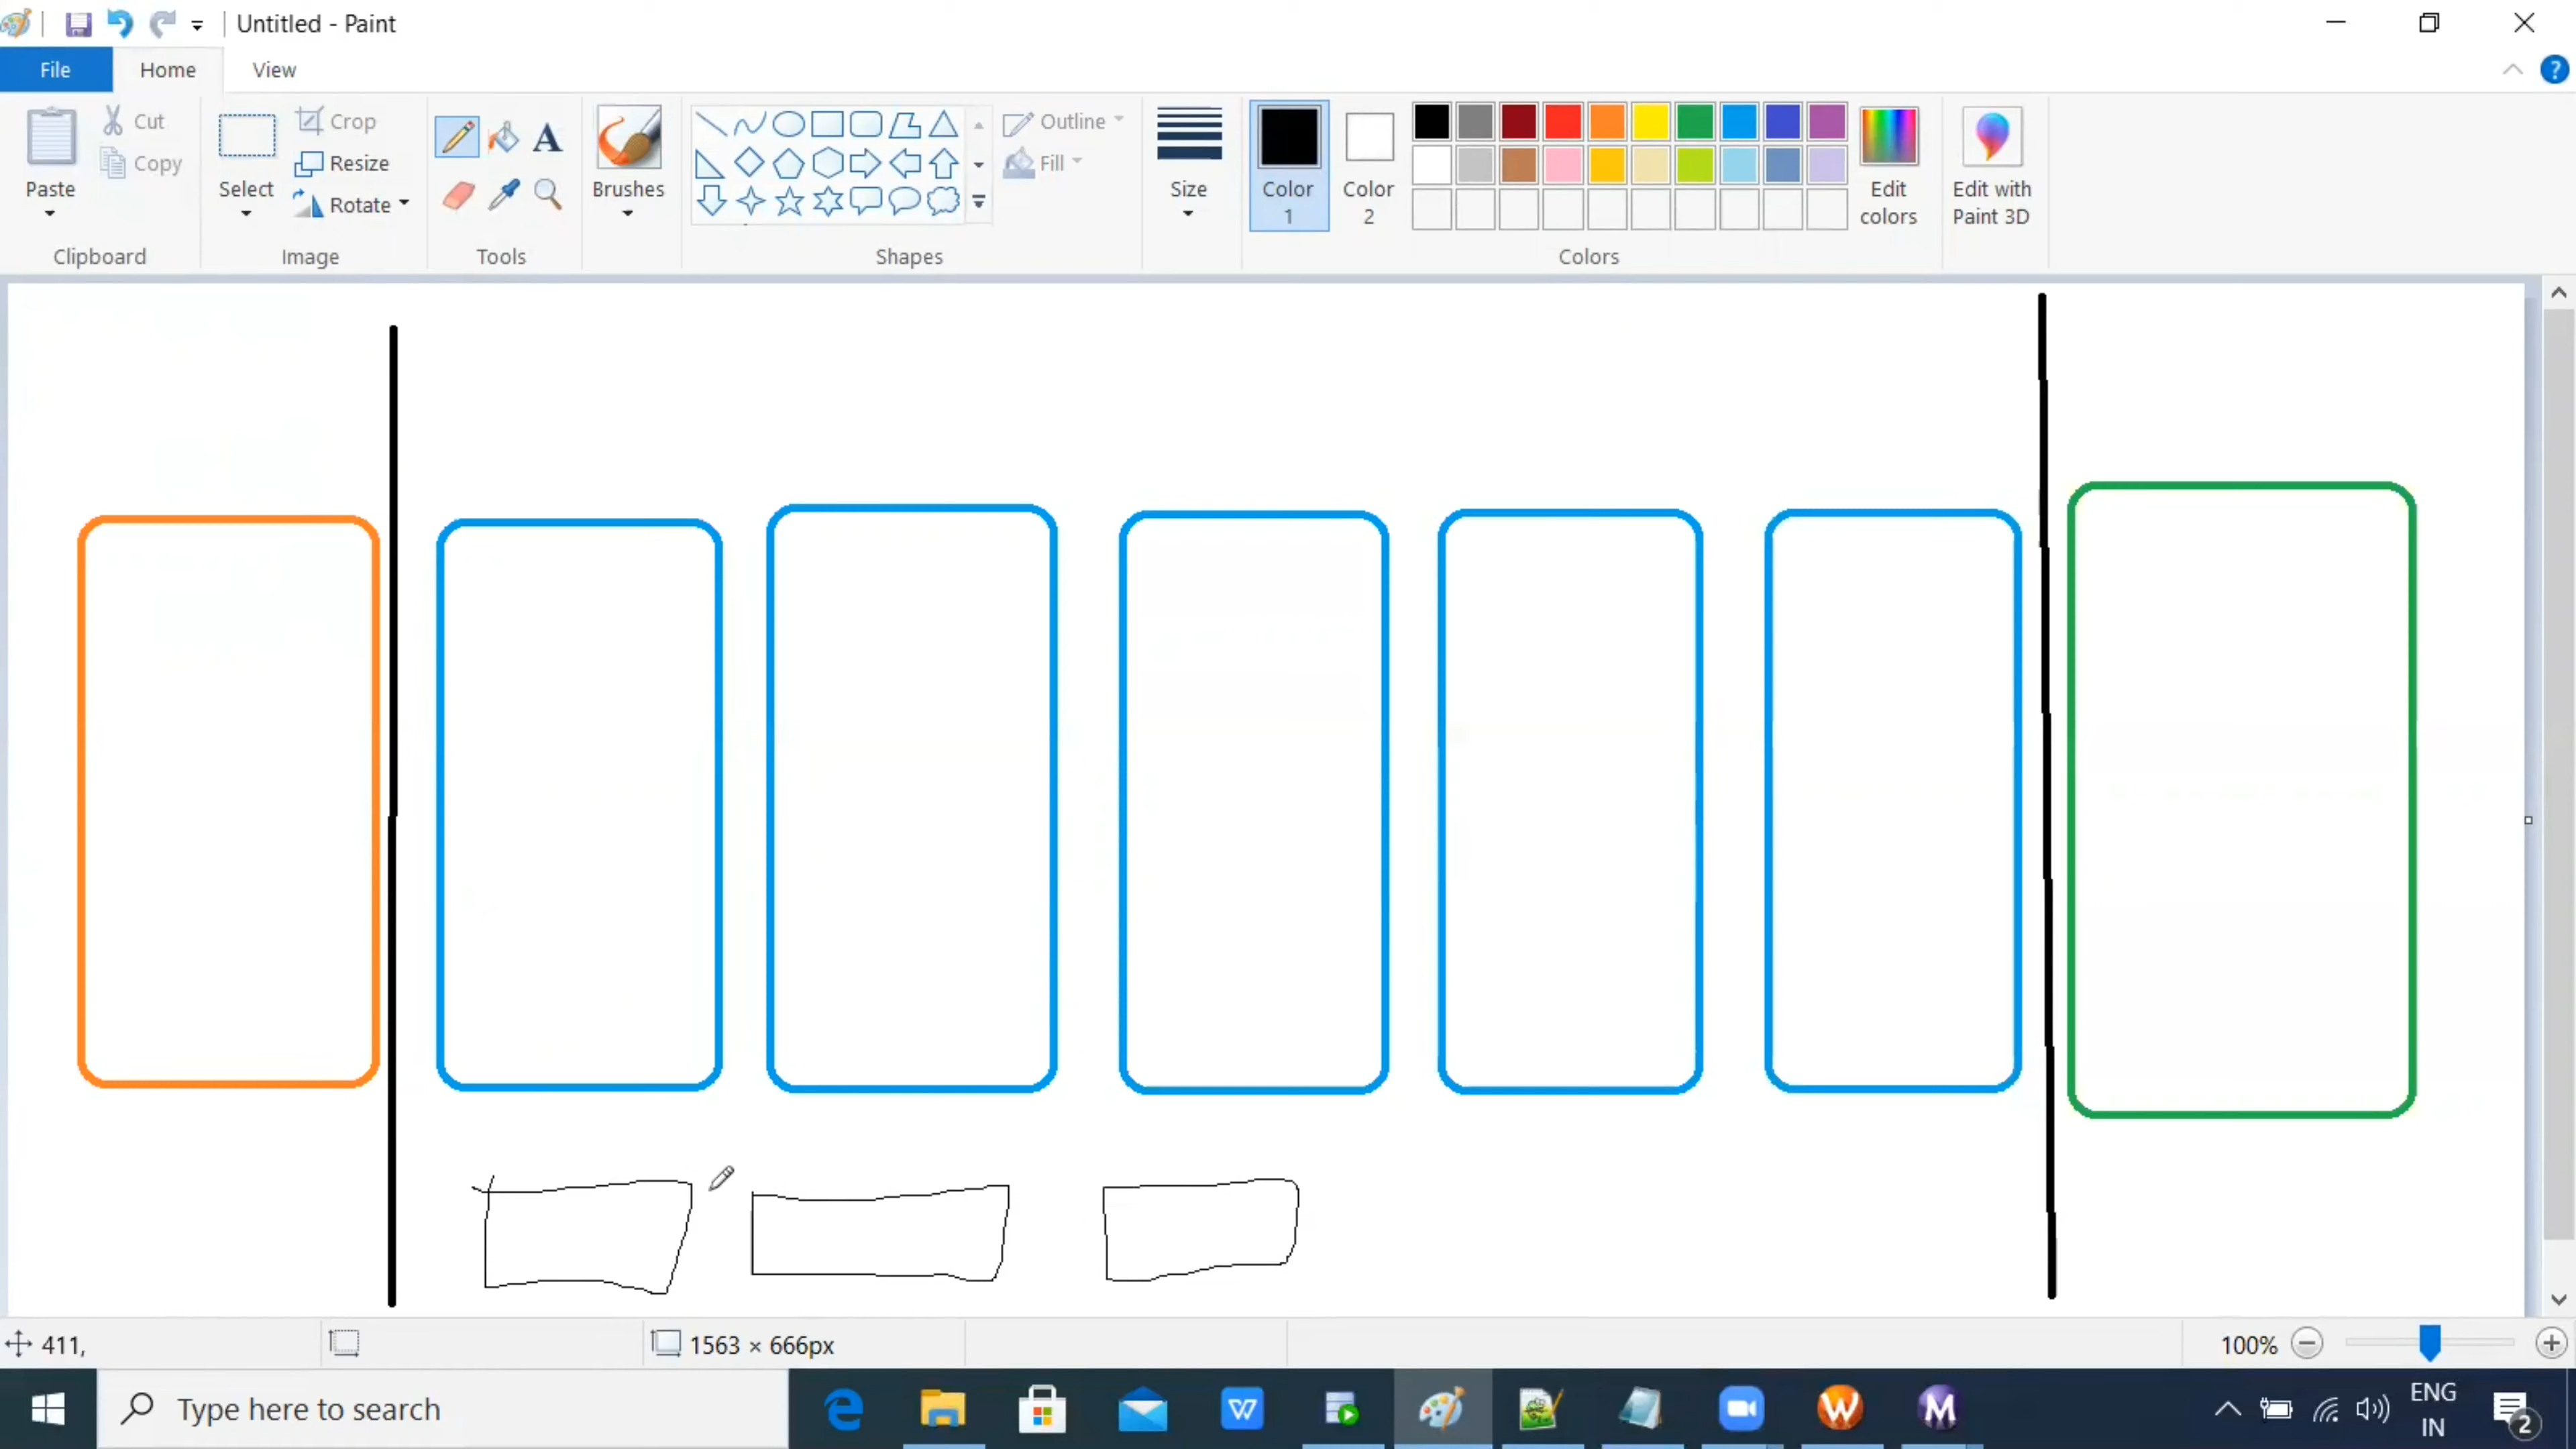 Untitled - Paint
File Home View
Paste
Cut
Copy
Clipboard
Select
Crop
Resize
Rotate
Image
A
Tools
Brushes
Outline
Fill
Shapes
Size
Color 1
Color 2
Colors
Edit colors
Edit with Paint 3D
411,
1563 × 666px
100%
Type here to search
ENG
IN
2